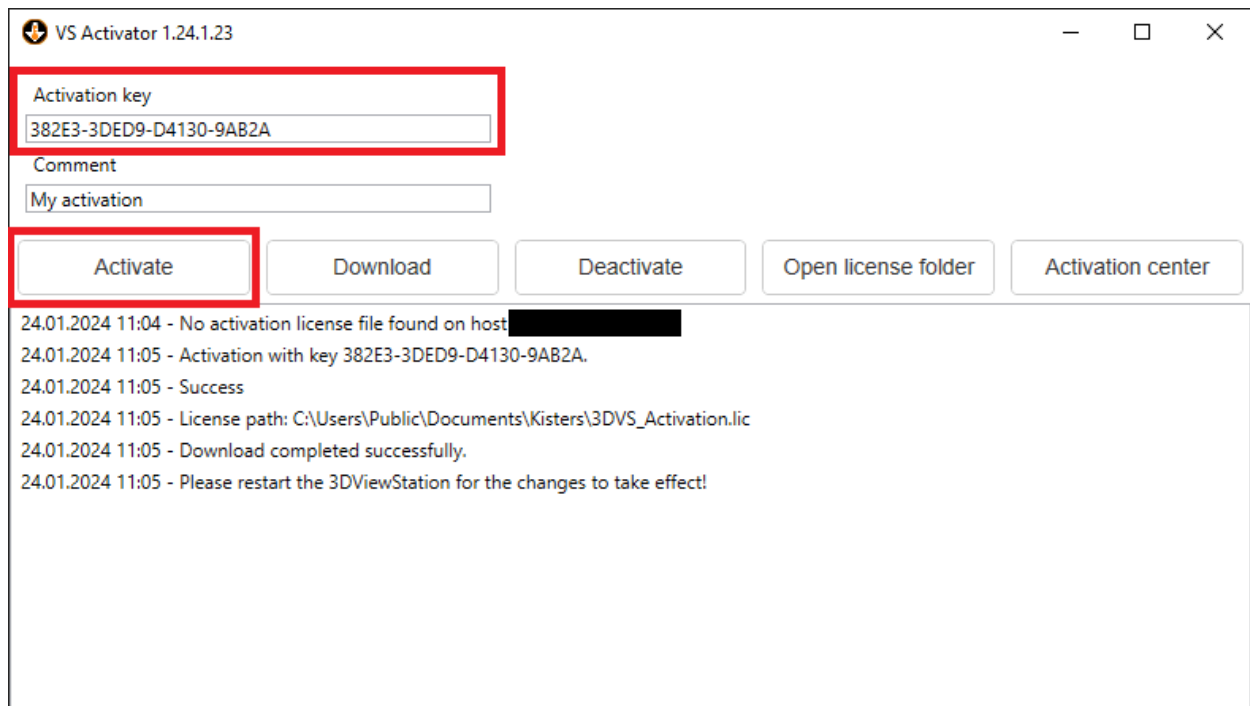 VS Activator 1.24.1.23
Activation key
382E3-3DED9-D4130-9AB2A
Comment
My activation
Activate Download Deactivate Open license folder Activation center
24.01.2024 11:04 - No activation license file found on host
24.01.2024 11:05 - Activation with key 382E3-3DED9-D4130-9AB2A.
24.01.2024 11:05 - Success
24.01.2024 11:05 - License path: C:\Users\Public\Documents\Kisters\3DVS_Activation.lic
24.01.2024 11:05 - Download completed successfully.
24.01.2024 11:05 - Please restart the 3DViewStation for the changes to take effect!